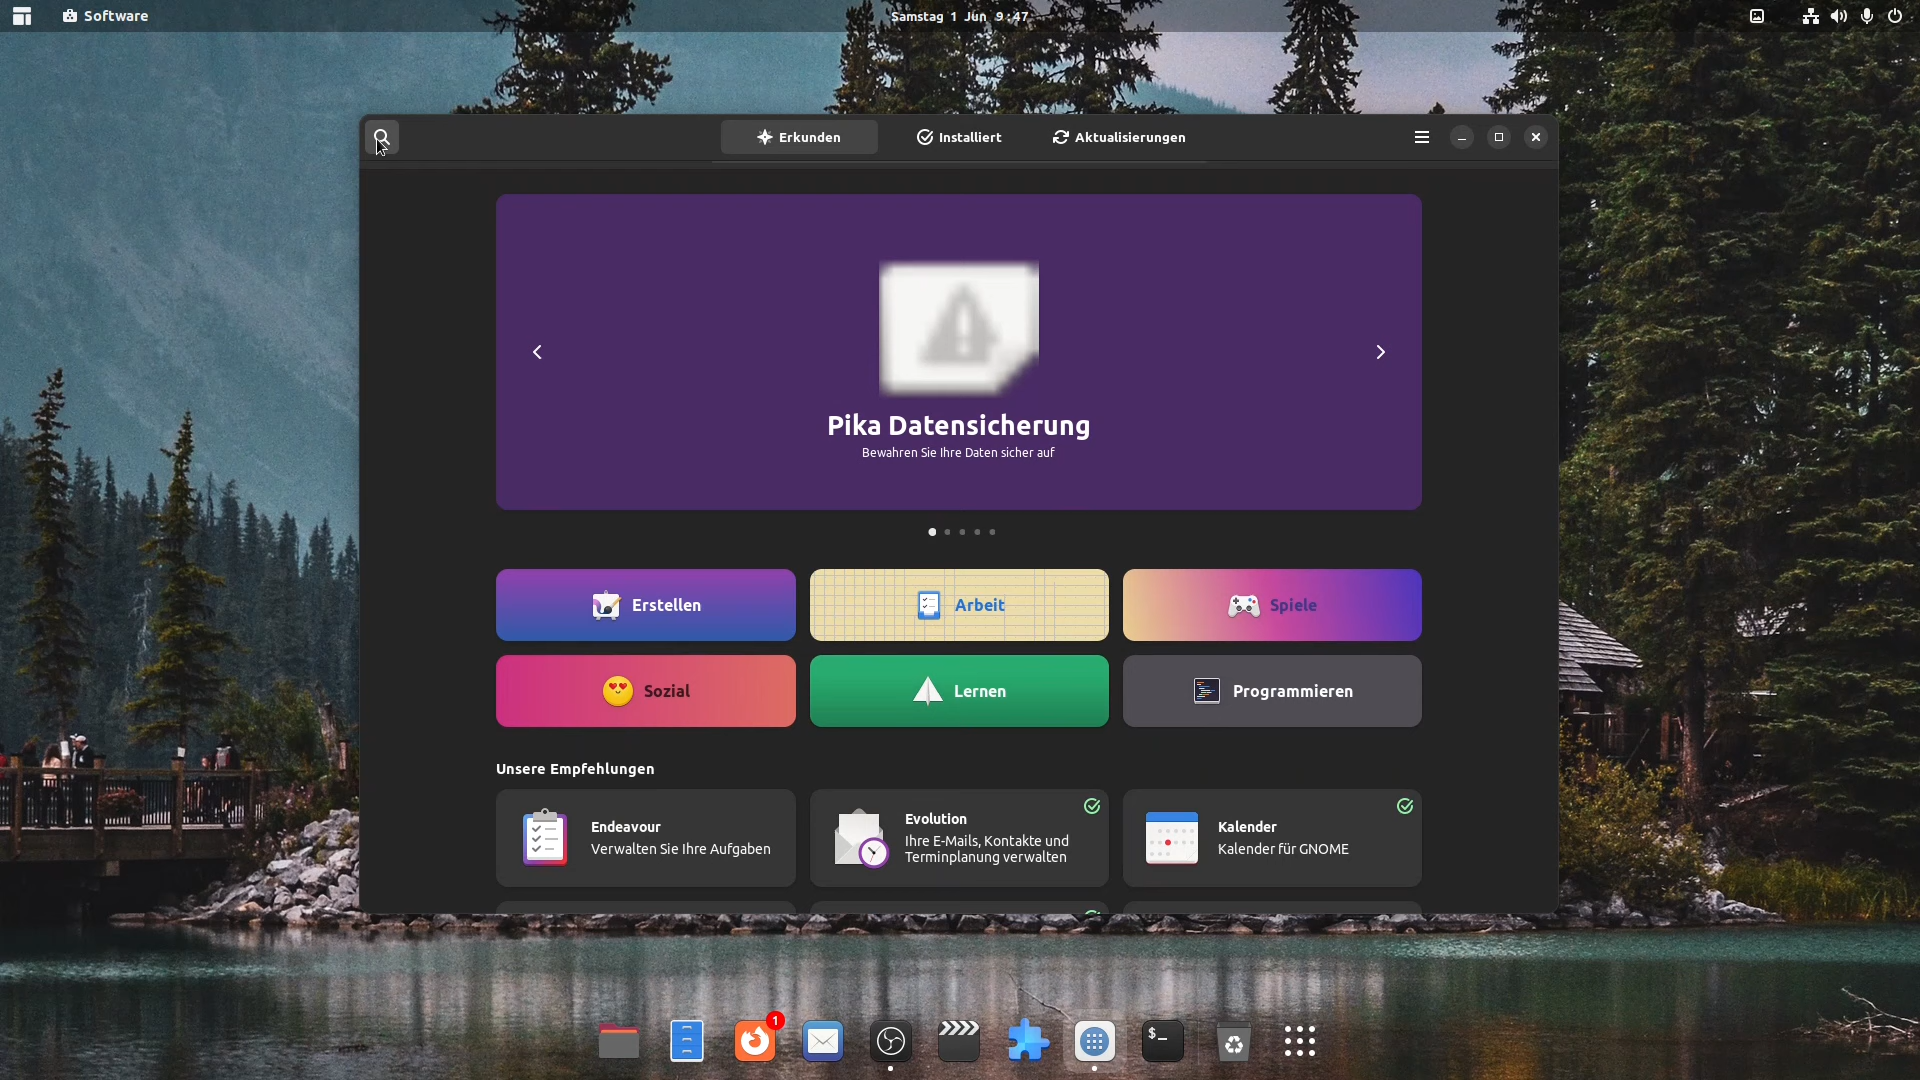 Software
Samstag 1 Jun 9:47
Erkunden
Installiert
Aktualisierungen
Pika Datensicherung
Bewahren Sie Ihre Daten sicher auf
Erstellen
Arbeit
Spiele
Sozial
Lernen
Programmieren
Unsere Empfehlungen
Endeavour
Verwalten Sie Ihre Aufgaben
Evolution
Ihre E-Mails, Kontakte und
Terminplanung verwalten
Kalender
Kalender für GNOME
1
$_